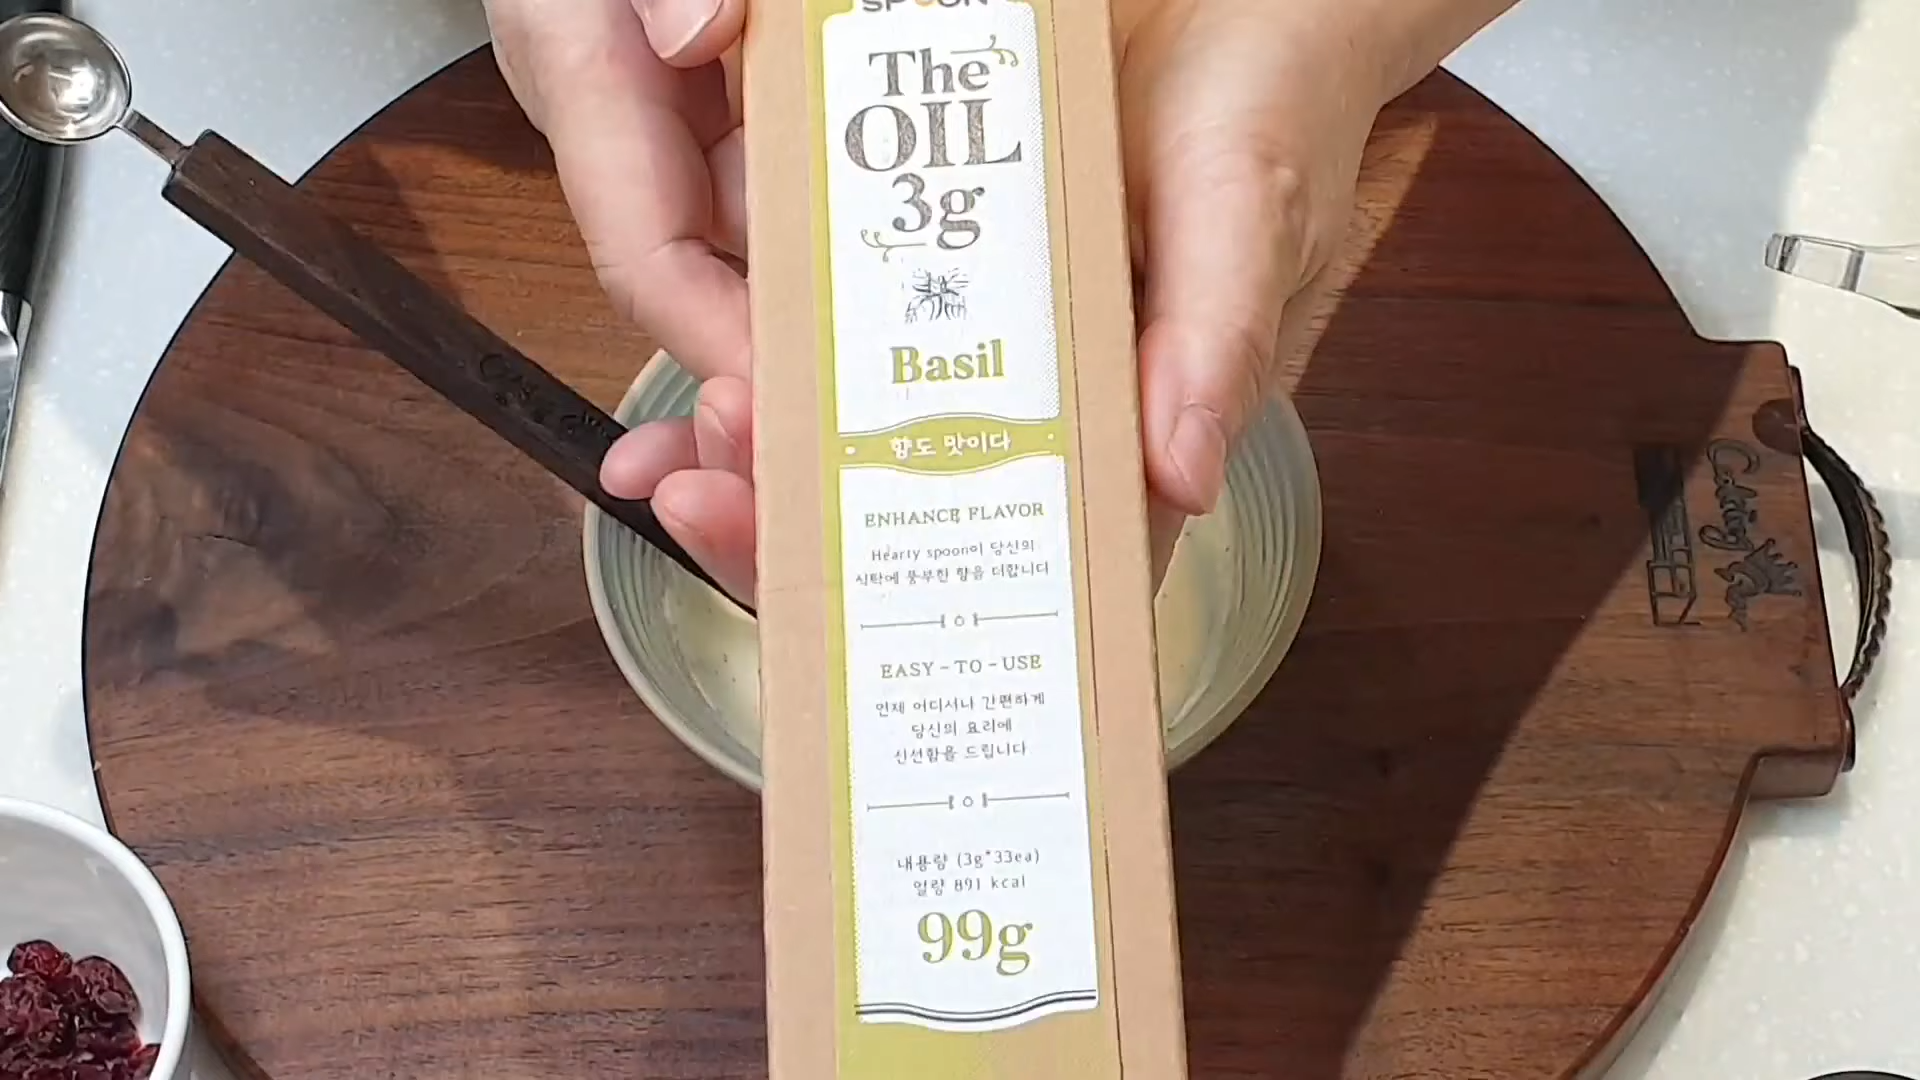 SPOON
The
OIL
3g
Basil
향도 맛이다
ENHANCE FLAVOR
Hearty spoon이 당신의
식탁에 풍부한 향을 더합니다
EASY-TO-USE
언제 어디서나 간편하게
당신의 요리에
신선함을 드립니다
내용량 (3g*33ea)
열량 891 kcal
99g